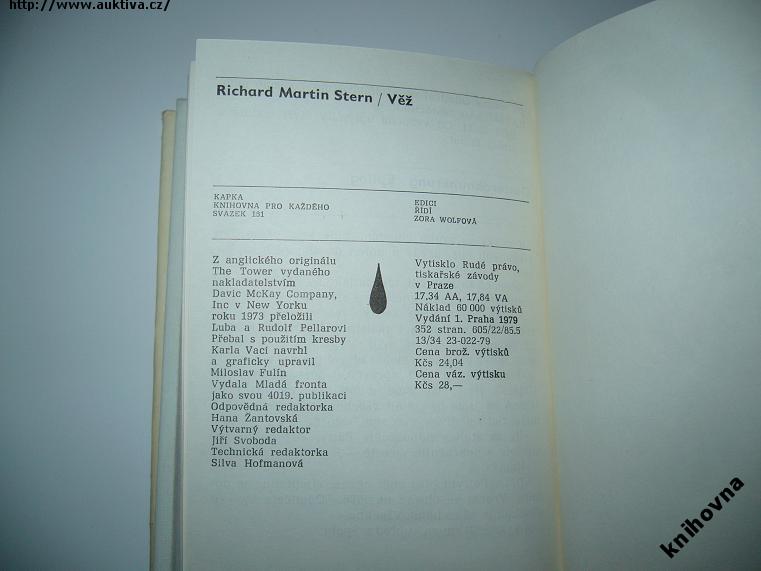 http://www.auktiva.cz/
Richard Martin Stern / Věž
KAPKA
KNIHOVNA PRO KAŽDÉHO
SVAZEK 131
EDICI
ŘÍDÍ
ZORA WOLFOVÁ
Z anglického originálu
The Tower vydaného
nakladatelstvím
Davic McKay Company,
Inc v New Yorku
roku 1973 přeložili
Luba a Rudolf Pellarovi
Přebal s použitím kresby
Karla Vaci navrhl
a graficky upravil
Miloslav Fulín
Vydala Mladá fronta
jako svou 4019. publikaci
Odpovědná redaktorka
Hana Žantovská
Výtvarný redaktor
Jiří Svoboda
Technická redaktorka
Silva Hofmanová
Vytisklo Rudé právo,
tiskařské závody
v Praze
17,34 AA, 17,84 VA
Náklad 60 000 výtisků
Vydání 1. Praha 1979
352 stran. 605/22/85.5
13/34 23-022-79
Cena brož. výtisků
Kčs 24,04
Cena váz. výtisku
Kčs 28,—
knihovna